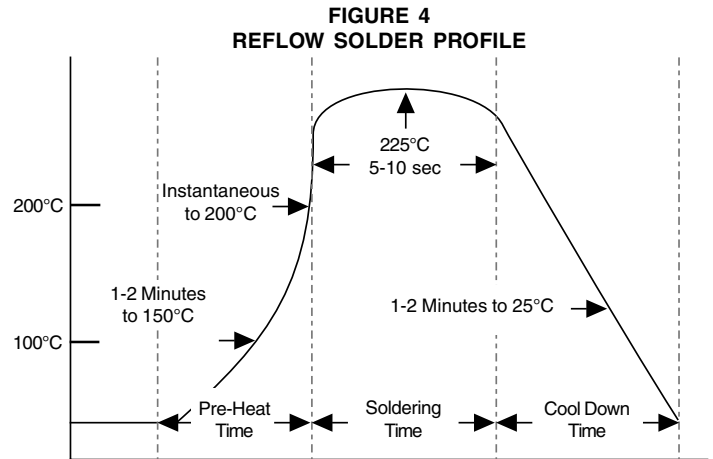 FIGURE 4
REFLOW SOLDER PROFILE
225°C
5-10 sec
Instantaneous
to 200°C
200°C
1-2 Minutes
to 150°C
1-2 Minutes to 25°C
100°C
Pre-Heat
Time
Soldering
Time
Cool Down
Time